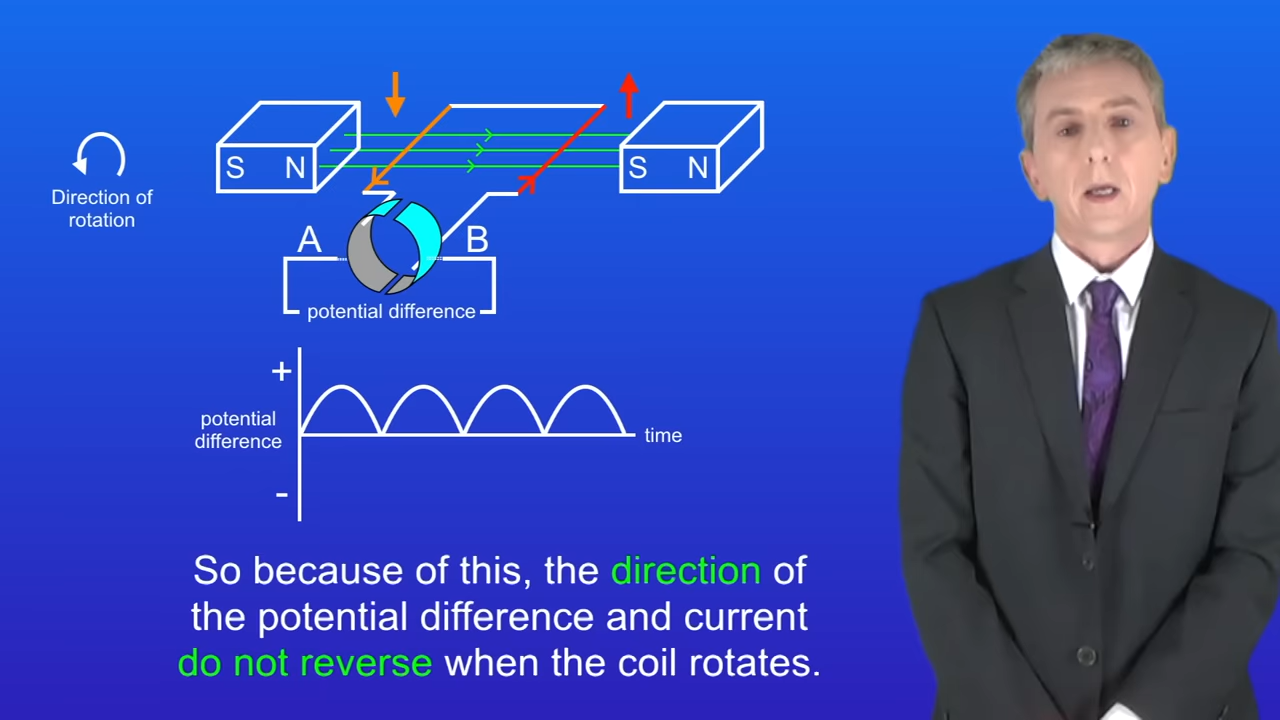 S N
S N
Direction of
rotation
A
B
potential difference
+
potential
difference
-
time
So because of this, the direction of
the potential difference and current
do not reverse when the coil rotates.